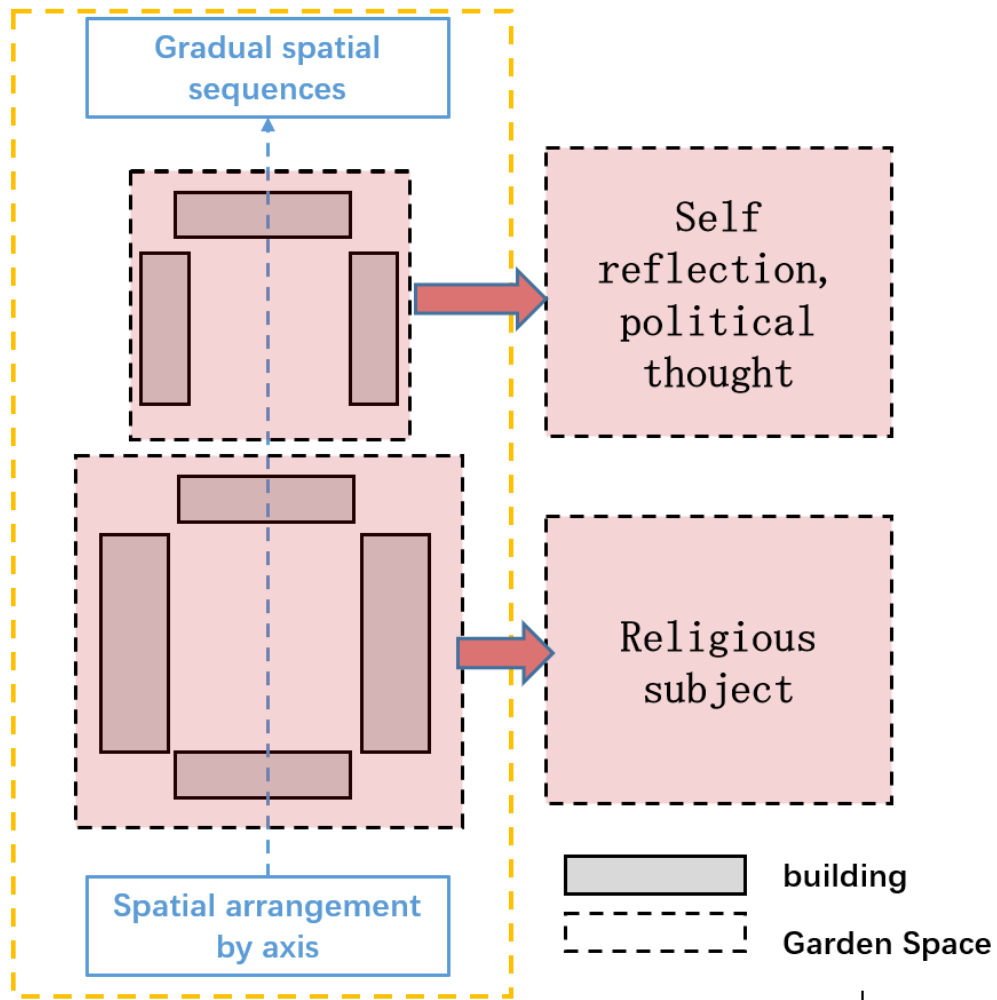 Gradual spatial
sequences
Self
reflection,
political
thought
Religious
subject
Spatial arrangement
by axis
building
Garden Space